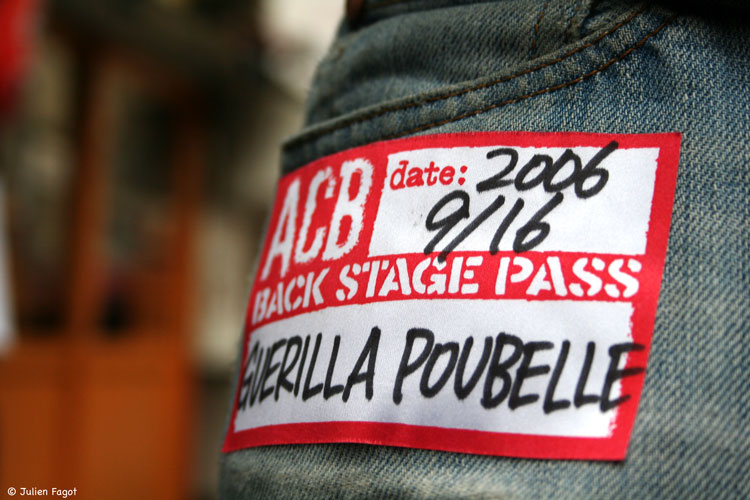 ACB
date: 2006
9/16
BACK STAGE PASS
GUERILLA POUBELLE
© Julien Fagot